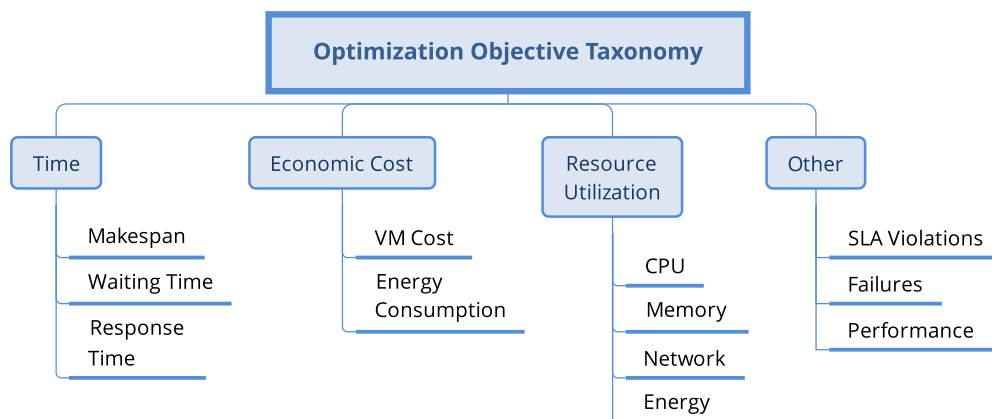 Optimization Objective Taxonomy
Time
Makespan
Waiting Time
Response
Time
Economic Cost
VM Cost
Energy
Consumption
Resource
Utilization
CPU
Memory
Network
Energy
Other
SLA Violations
Failures
Performance